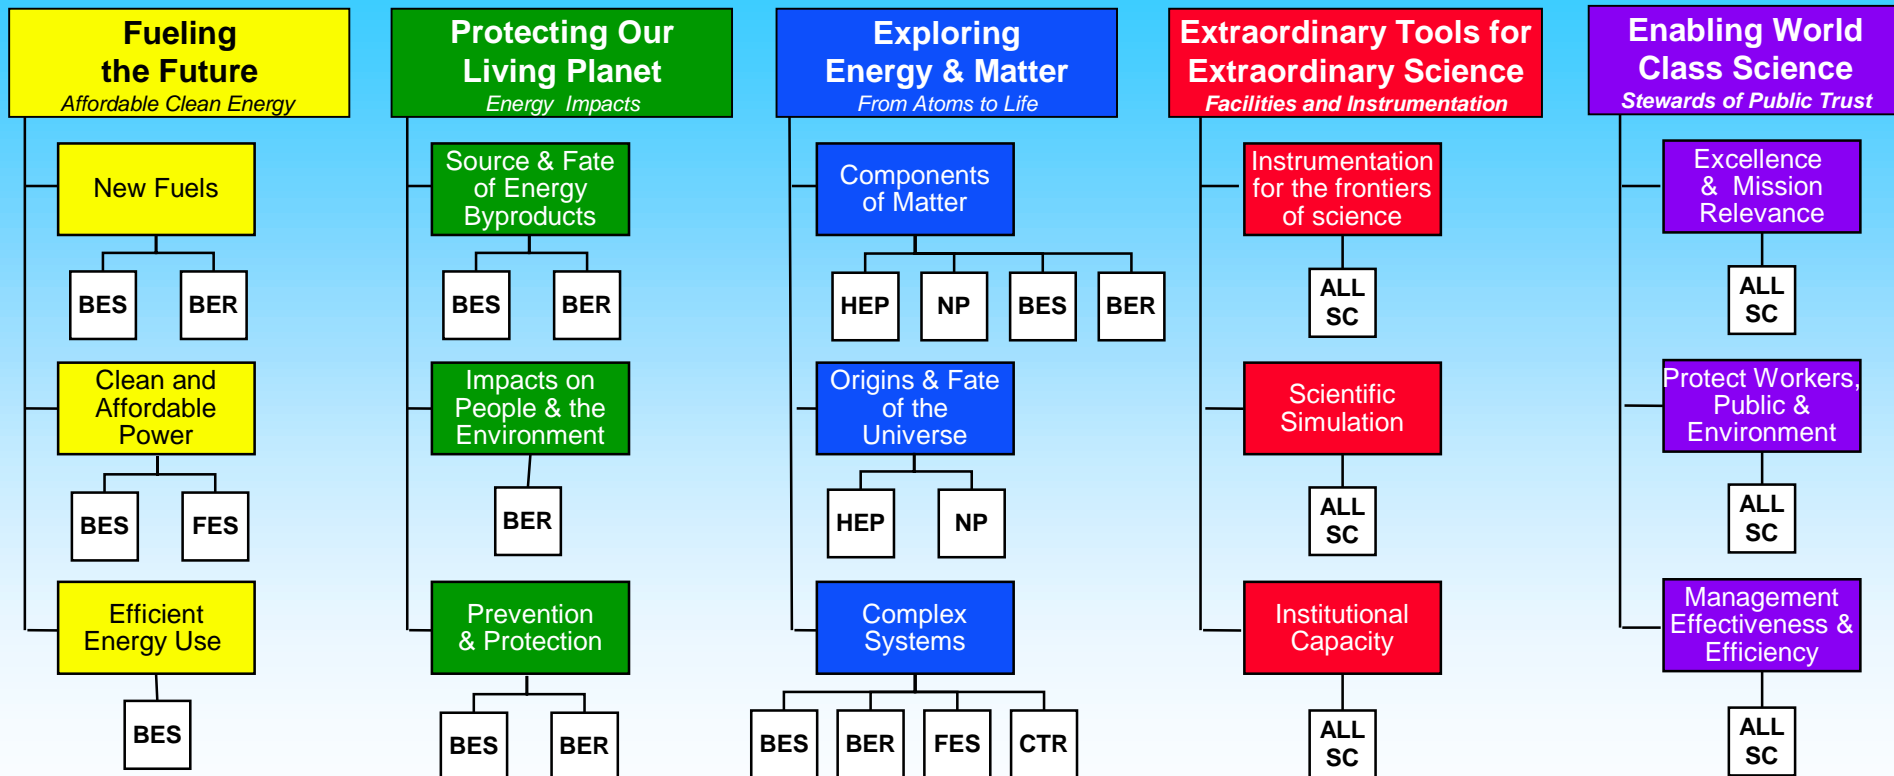 Fueling
the Future
Affordable Clean Energy
New Fuels
BES
BER
Clean and
Affordable
Power
BES
FES
Efficient
Energy Use
BES
Protecting Our
Living Planet
Energy Impacts
Source & Fate
of Energy
Byproducts
BES
BER
Impacts on
People & the
Environment
BER
Prevention
& Protection
BES
BER
Exploring
Energy & Matter
From Atoms to Life
Components
of Matter
HEP
NP
BES
BER
Origins & Fate
of the
Universe
HEP
NP
Complex
Systems
BES
BER
FES
CTR
Extraordinary Tools for
Extraordinary Science
Facilities and Instrumentation
Instrumentation
for the frontiers
of science
ALL
SC
Scientific
Simulation
ALL
SC
Institutional
Capacity
ALL
SC
Enabling World
Class Science
Stewards of Public Trust
Excellence
& Mission
Relevance
ALL
SC
Protect Workers,
Public &
Environment
ALL
SC
Management
Effectiveness &
Efficiency
ALL
SC